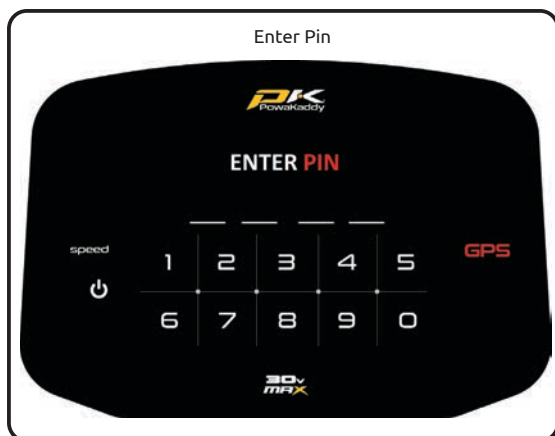 Enter Pin
PK
PowaKaddy
ENTER PIN
speed
GPS
1 2 3 4 5
6 7 8 9 0
30V
MAX